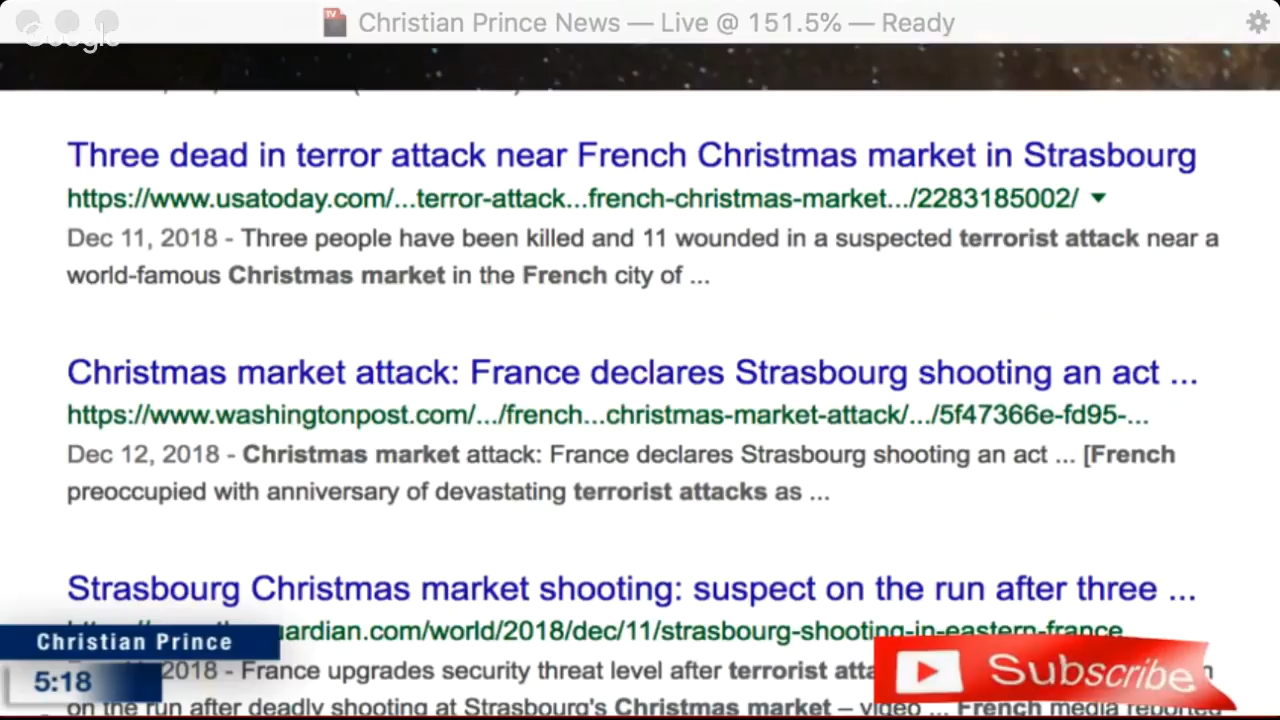 Christian Prince News — Live @ 151.5% — Ready
Google
Three dead in terror attack near French Christmas market in Strasbourg
https://www.usatoday.com/...terror-attack...french-christmas-market.../2283185002/
Dec 11, 2018 - Three people have been killed and 11 wounded in a suspected terrorist attack near a
world-famous Christmas market in the French city of ...
Christmas market attack: France declares Strasbourg shooting an act ...
https://www.washingtonpost.com/.../french...christmas-market-attack/.../5f47366e-fd95-...
Dec 12, 2018 - Christmas market attack: France declares Strasbourg shooting an act ... [French
preoccupied with anniversary of devastating terrorist attacks as ...
Strasbourg Christmas market shooting: suspect on the run after three ...
uardian.com/world/2018/dec/11/strasbourg-shooting-in-eastern-france
Christian Prince
2018 - France upgrades security threat level after terrorist atta
5:18
Subscribe
on the run after deadly shooting at Strasbourg's Christmas market – video ... French media reported